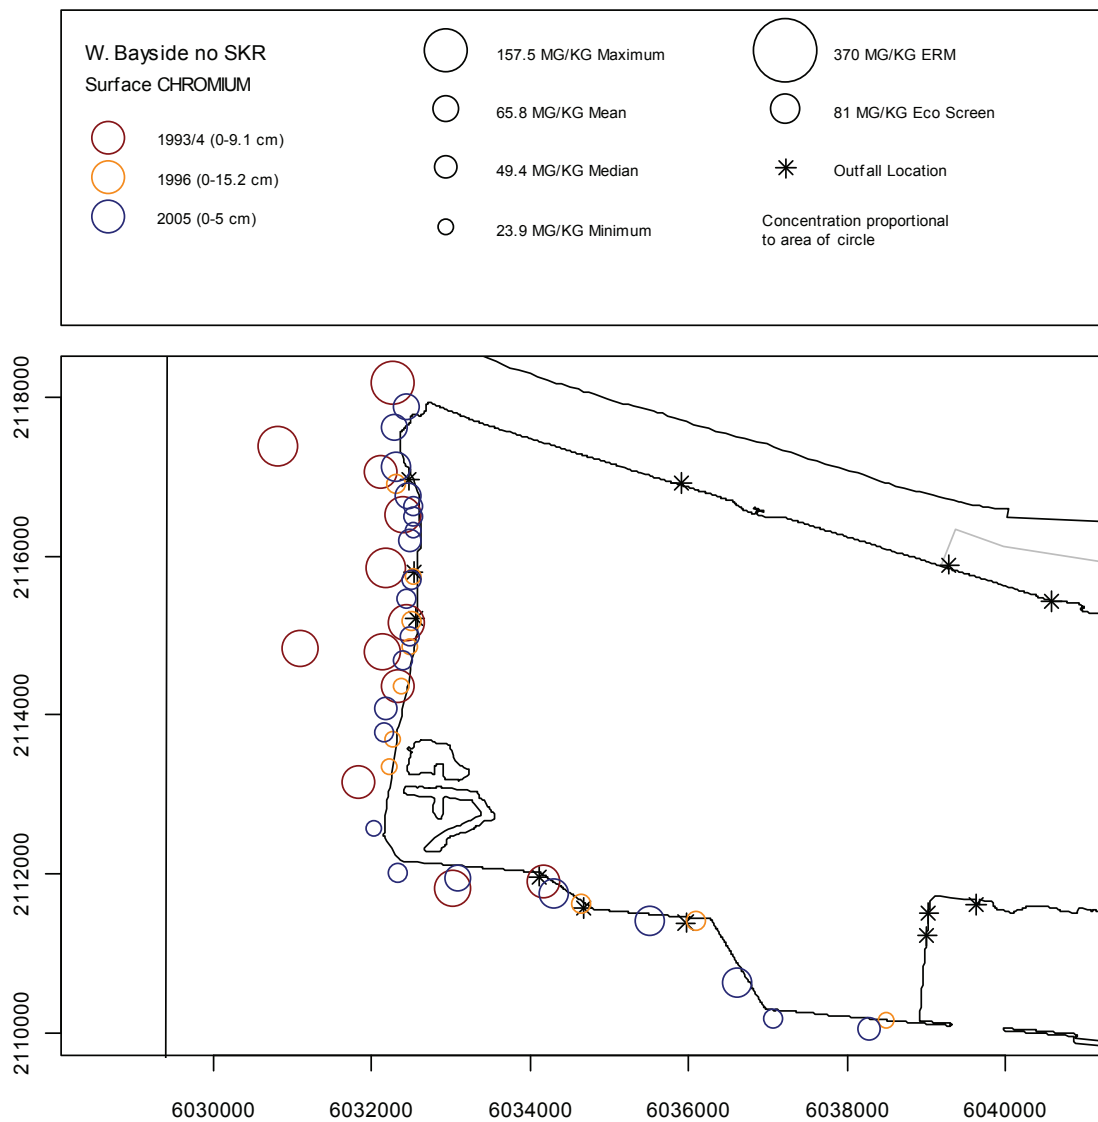 W. Bayside no SKR
Surface CHROMIUM
1993/4 (0-9.1 cm)
1996 (0-15.2 cm)
2005 (0-5 cm)
157.5 MG/KG Maximum
65.8 MG/KG Mean
49.4 MG/KG Median
23.9 MG/KG Minimum
370 MG/KG ERM
81 MG/KG Eco Screen
Outfall Location
Concentration proportional
to area of circle
2118000
2116000
2114000
2112000
2110000
6030000 6032000 6034000 6036000 6038000 6040000